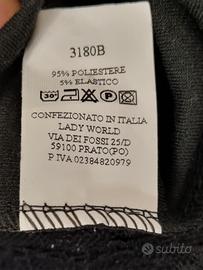 3180B
95% POLIESTERE
5% ELASTICO
30°
CONFEZIONATO IN ITALIA
LADY WORLD
VIA DEI FOSSI 25/D
59100 PRATO(PO)
P IVA 02384820979
subito